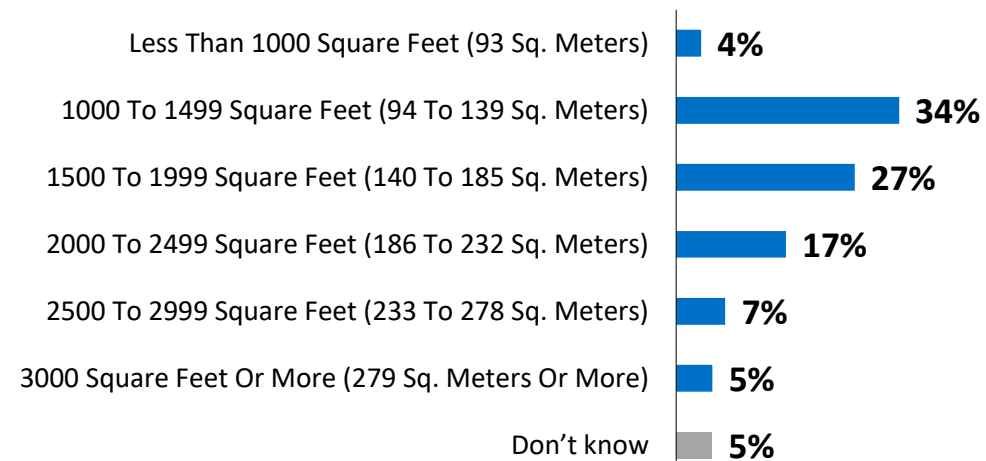 Less Than 1000 Square Feet (93 Sq. Meters) 4%
1000 To 1499 Square Feet (94 To 139 Sq. Meters) 34%
1500 To 1999 Square Feet (140 To 185 Sq. Meters) 27%
2000 To 2499 Square Feet (186 To 232 Sq. Meters) 17%
2500 To 2999 Square Feet (233 To 278 Sq. Meters) 7%
3000 Square Feet Or More (279 Sq. Meters Or More) 5%
Don’t know 5%